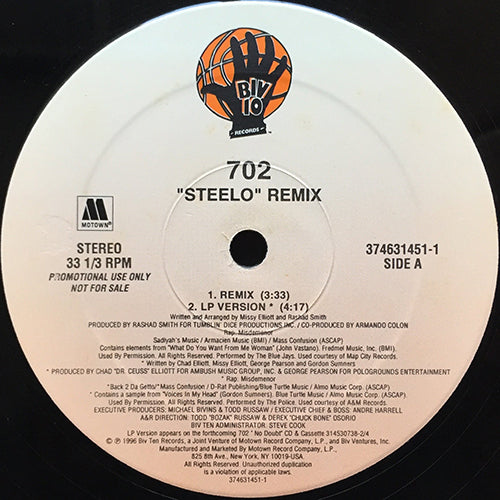 BIV
10
RECORDS
702
"STEELO" REMIX
MOTOWN
STEREO
33 1/3 RPM
PROMOTIONAL USE ONLY
NOT FOR SALE
374631451-1
SIDE A
1. REMIX (3:33)
2. LP VERSION * (4:17)
Written and Arranged by Missy Elliott and Rashad Smith
PRODUCED BY RASHAD SMITH FOR TUMBLIN' DICE PRODUCTIONS INC. / CO-PRODUCED BY ARMANDO COLON
Rap. Misdemenor
Sadiyah's Music / Armacien Music (BMI) / Mass Confusion (ASCAP)
Contains elements from "What Do You Want From Me Woman" (John Vastano). Fredmol Music, Inc. (BMI).
Used By Permission. All Rights Reserved. Performed by The Blue Jays. Used courtesy of Map City Records.
* Written by Chad Elliott, Missy Elliott, George Pearson and Gordon Sumners
* PRODUCED BY CHAD "DR. CEUSS" ELLIOTT FOR AMBUSH MUSIC GROUP, INC. & GEORGE PEARSON FOR POLOGROUNDS ENTERTAINMENT
* Rap. Misdemenor
*Back 2 Da Getto/* Mass Confusion / D-Rat Publishing/Blue Turtle Music / Almo Music Corp. (ASCAP)
* Contains a sample from "Voices In My Head" (Gordon Sumners). Blue Turtle Music / Almo Music Corp. (ASCAP)
Used by Permission. All Rights Reserved. Performed by The Police. Used courtesy of A&M Records.
EXECUTIVE PRODUCERS: MICHAEL BIVINS & TODD RUSSAW / EXECUTIVE CHIEF & BOSS: ANDRE HARRELL
A&R DIRECTION: TODD "BOZAK" RUSSAW & DEREK "CHUCK BONE" OSORIO
BIV TEN ADMINISTRATOR: STEVE COOK
LP Version appears on the forthcoming 702 ' No Doubt' CD & Cassette 314530738-2/4
© ℗ 1996 Biv Ten Records, a Joint Venture of Motown Record Company, L.P., and Biv Ventures, Inc.
Manufactured and Marketed By Motown Record Company, L.P.,
825 8th Ave., New York, NY 10019-USA.
All Rights Reserved. Unauthorized duplication
is a violation of applicable laws.
374631451-1